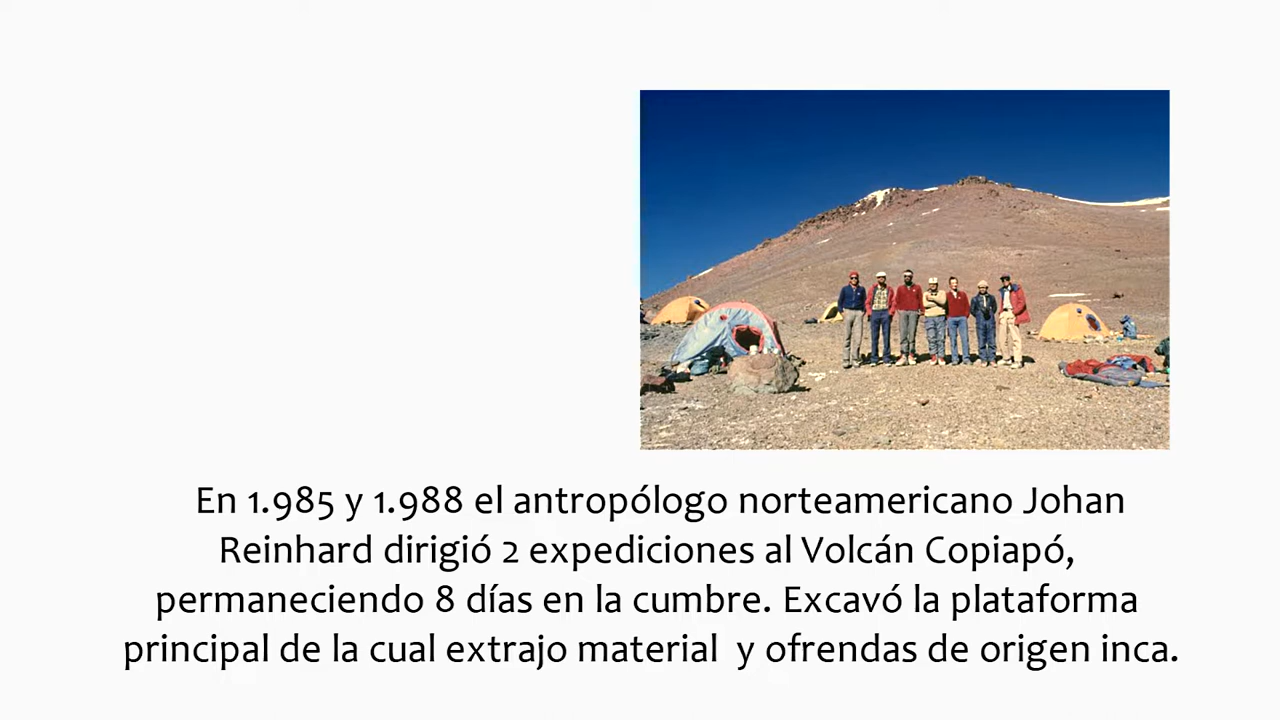 En 1.985 y 1.988 el antropólogo norteamericano Johan
Reinhard dirigió 2 expediciones al Volcán Copiapó,
permaneciendo 8 días en la cumbre. Excavó la plataforma
principal de la cual extrajo material  y ofrendas de origen inca.